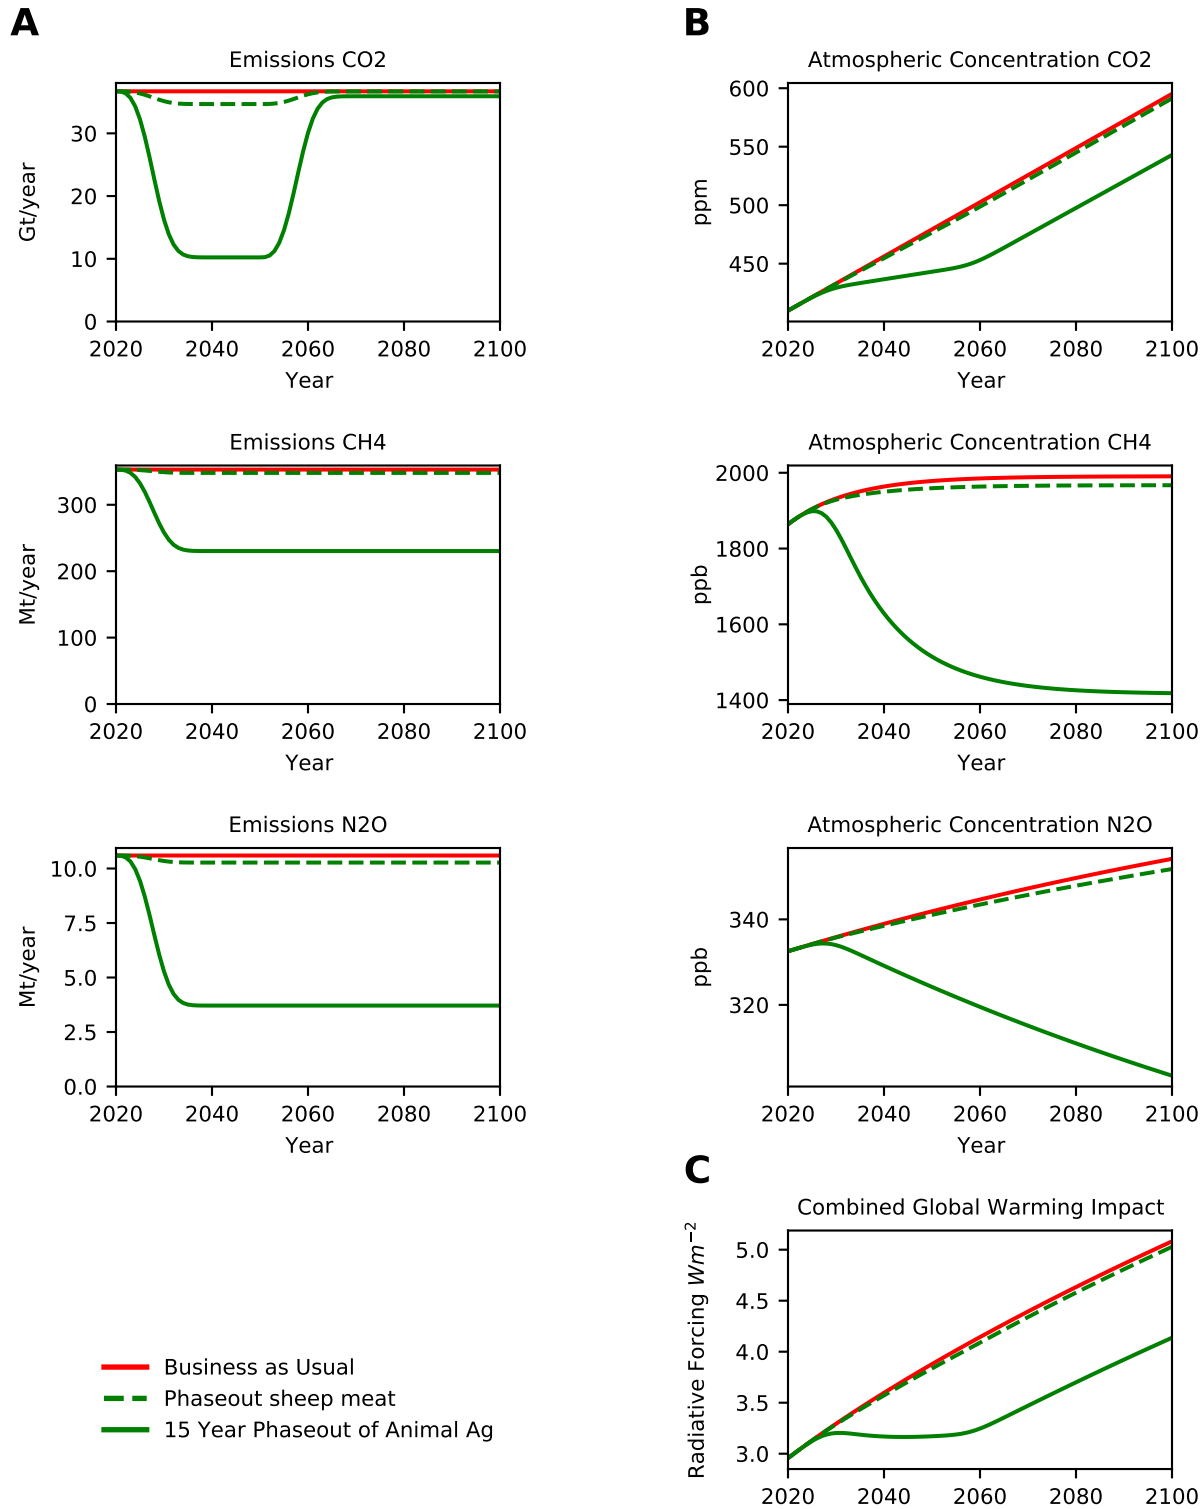 A
Emissions CO2
Gt/year
30
20
10
0
2020 2040 2060 2080 2100
Year
Emissions CH4
Mt/year
300
200
100
0
2020 2040 2060 2080 2100
Year
Emissions N2O
Mt/year
10.0
7.5
5.0
2.5
0.0
2020 2040 2060 2080 2100
Year
Business as Usual
Phaseout sheep meat
15 Year Phaseout of Animal Ag
B
Atmospheric Concentration CO2
ppm
600
550
500
450
2020 2040 2060 2080 2100
Year
Atmospheric Concentration CH4
ppb
2000
1800
1600
1400
2020 2040 2060 2080 2100
Year
Atmospheric Concentration N2O
ppb
340
320
2020 2040 2060 2080 2100
Year
C
Combined Global Warming Impact
Radiative Forcing Wm⁻²
5.0
4.5
4.0
3.5
3.0
2020 2040 2060 2080 2100